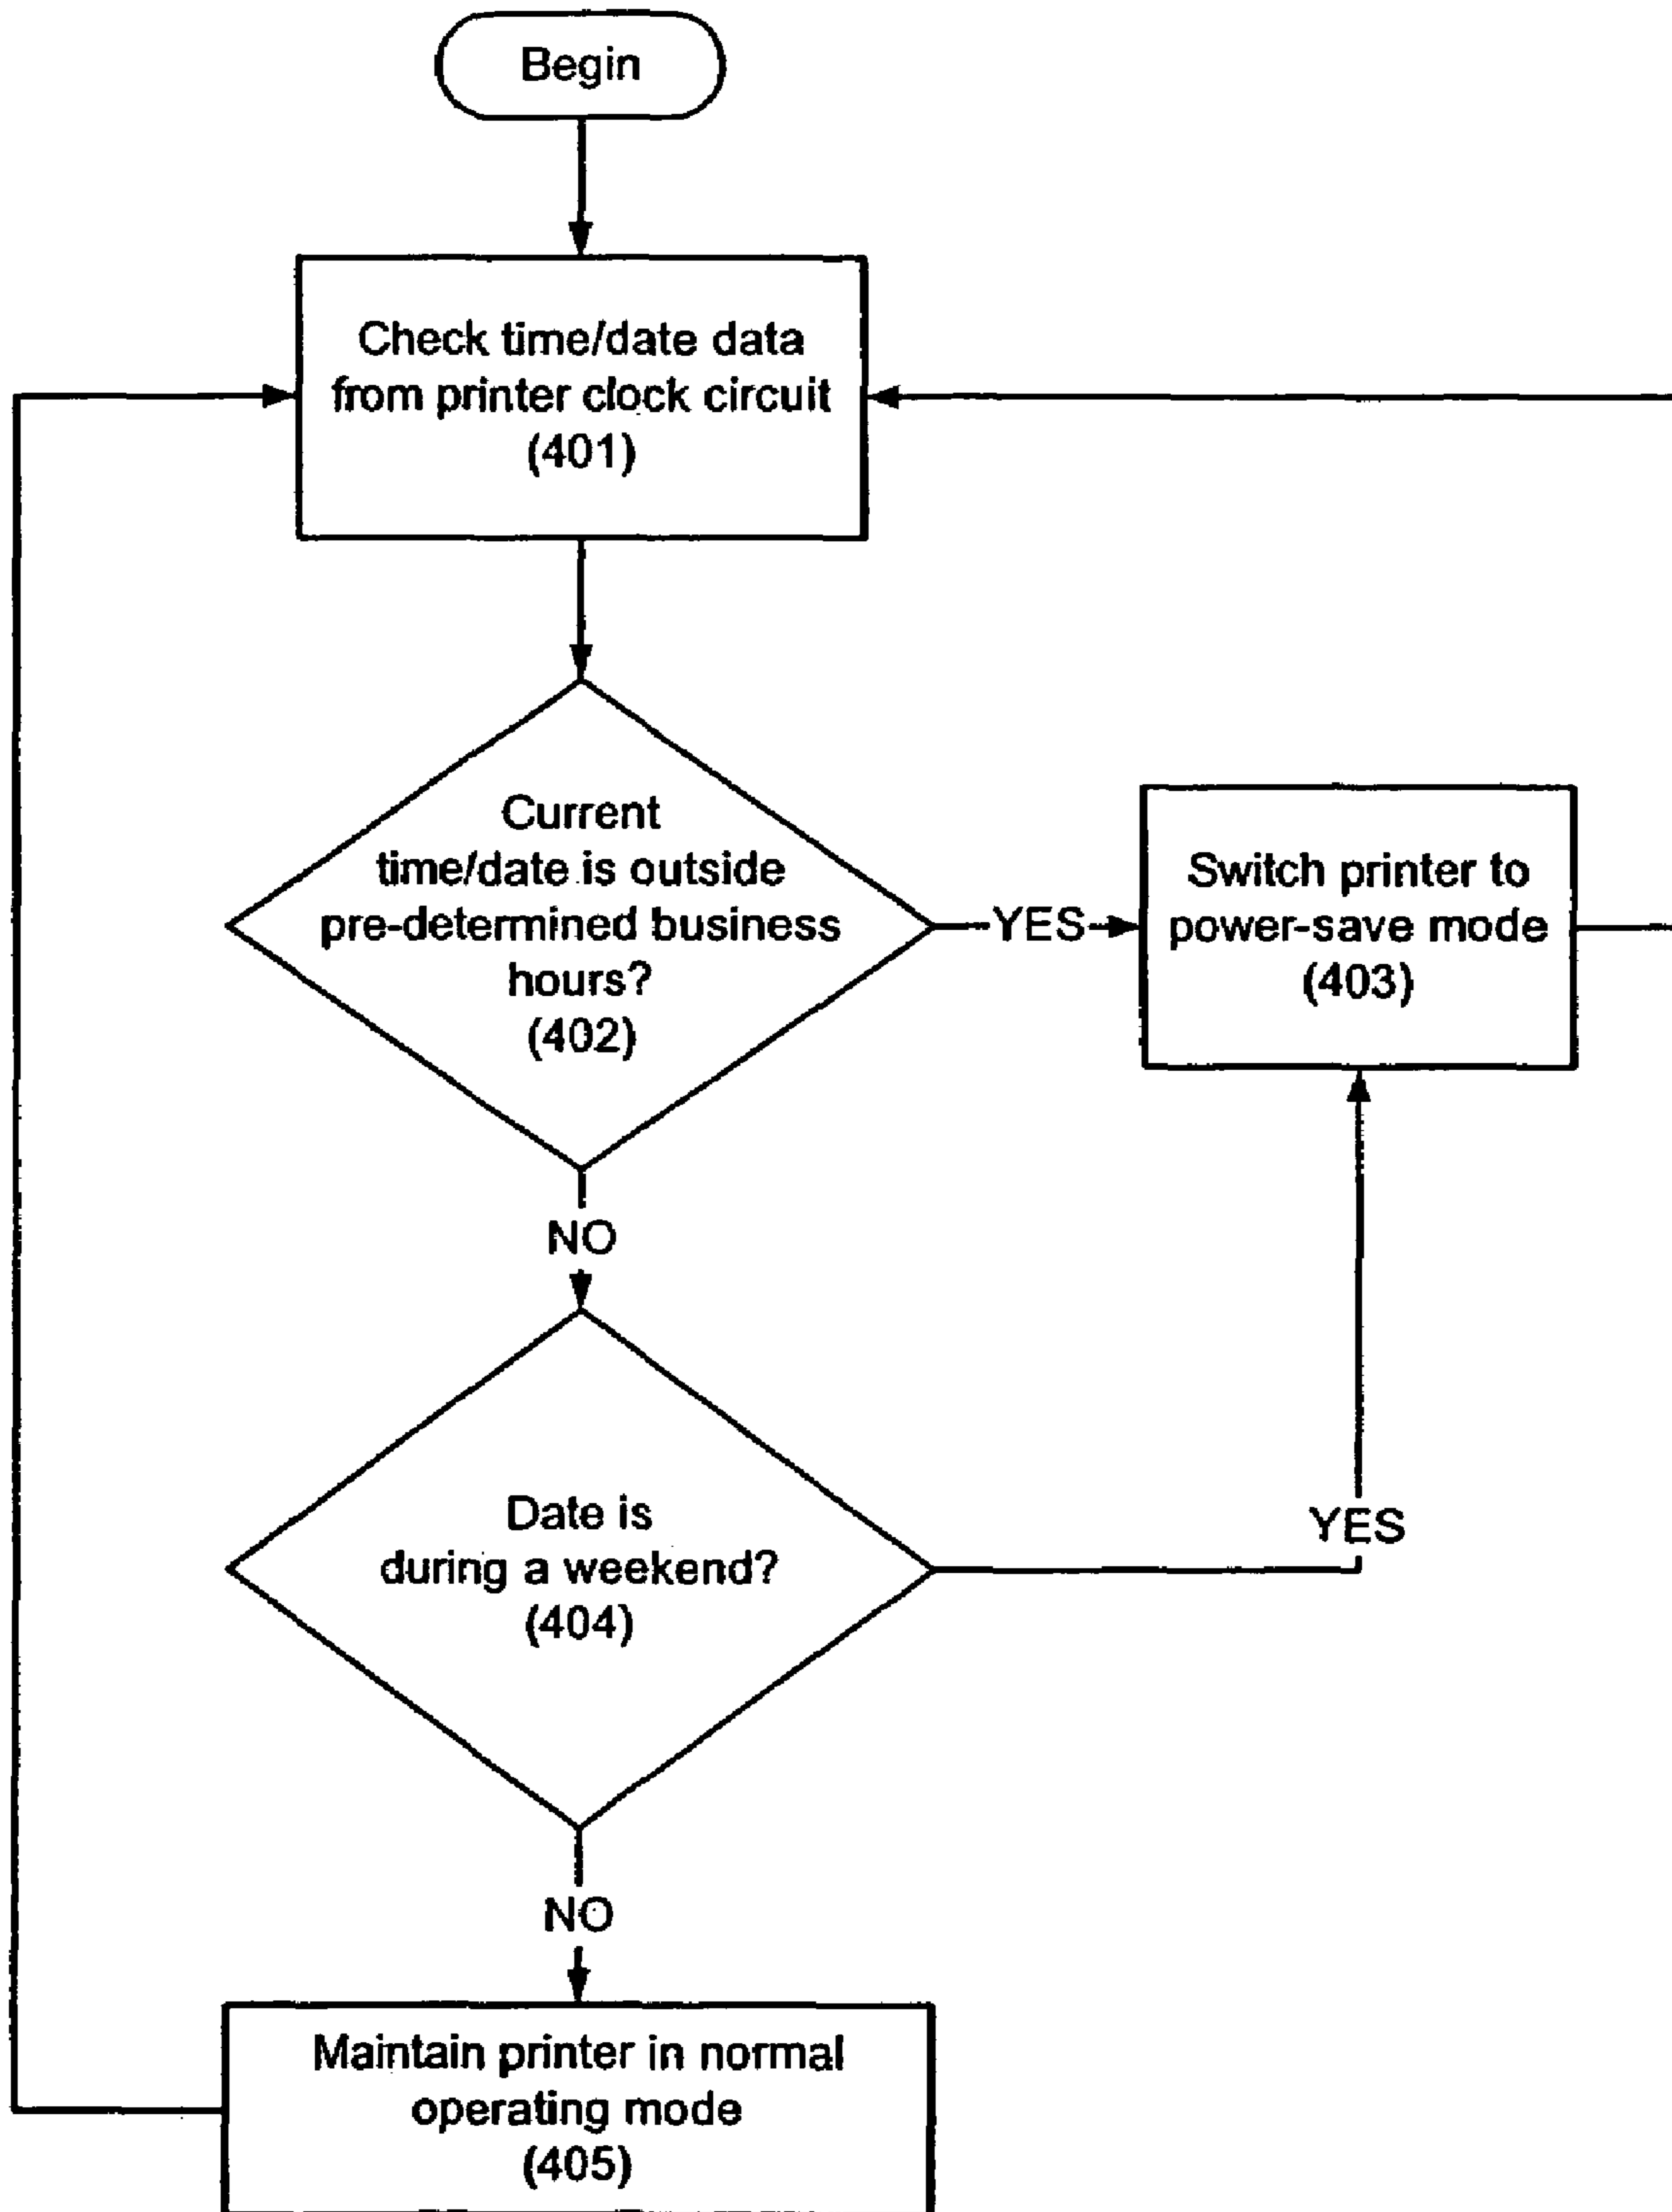 Begin
Check time/date data
from printer clock circuit
(401)
Current
time/date is outside
pre-determined business
hours?
(402)
YES
Switch printer to
power-save mode
(403)
NO
Date is
during a weekend?
(404)
YES
NO
Maintain printer in normal
operating mode
(405)